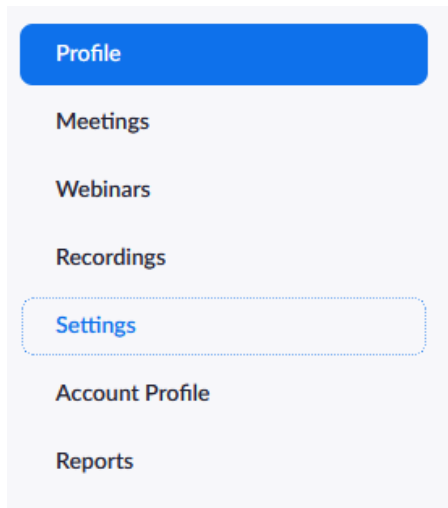 Profile
Meetings
Webinars
Recordings
Settings
Account Profile
Reports